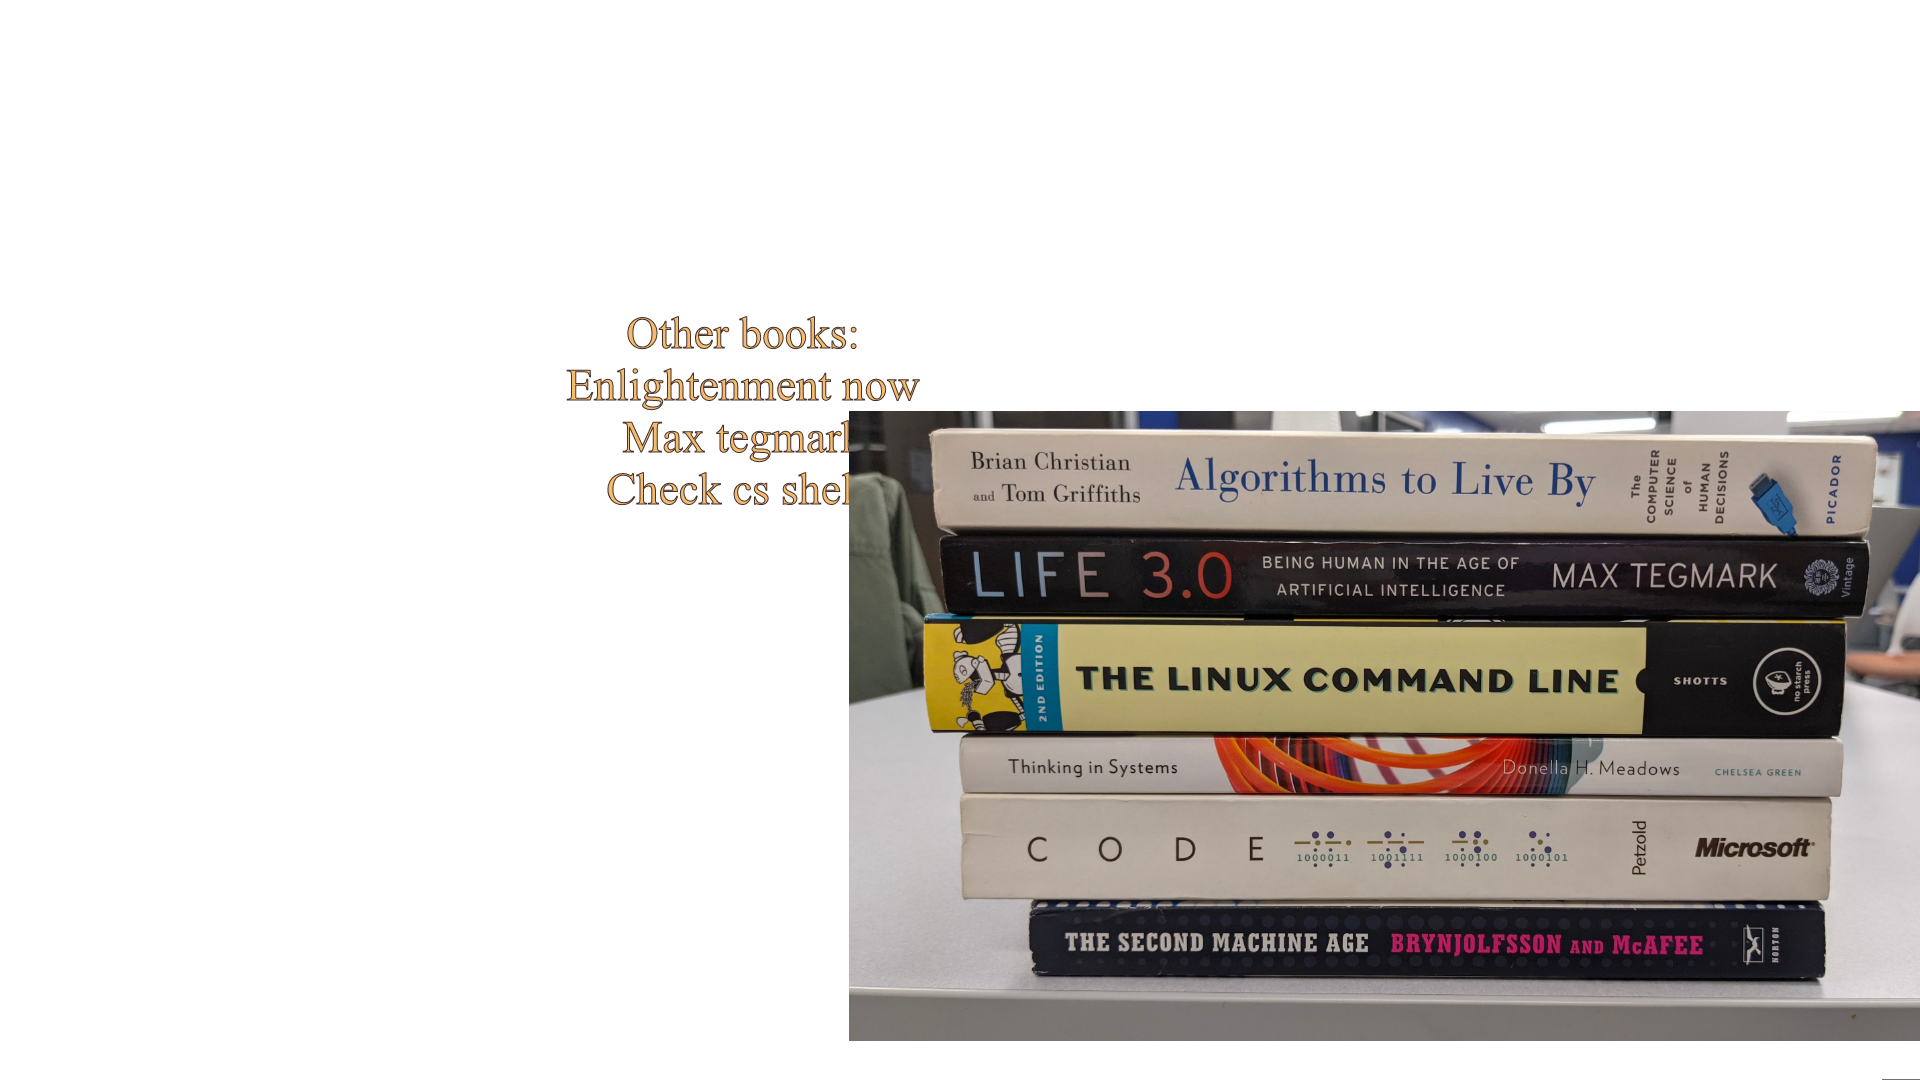 Other books:
Enlightenment now
Max tegmark
Check cs shel
Brian Christian
and Tom Griffiths
Algorithms to Live By
The
COMPUTER
SCIENCE
of
HUMAN
DECISIONS
PICADOR
LIFE 3.0
BEING HUMAN IN THE AGE OF
ARTIFICIAL INTELLIGENCE
MAX TEGMARK
Vintage
2ND EDITION
THE LINUX COMMAND LINE
SHOTTS
no starch
press
Thinking in Systems
Donella H. Meadows
CHELSEA GREEN
CODE
1000011 1001111 1000100 1000101
Petzold
Microsoft
THE SECOND MACHINE AGE
BRYNJOLFSSON AND McAFEE
NORTON